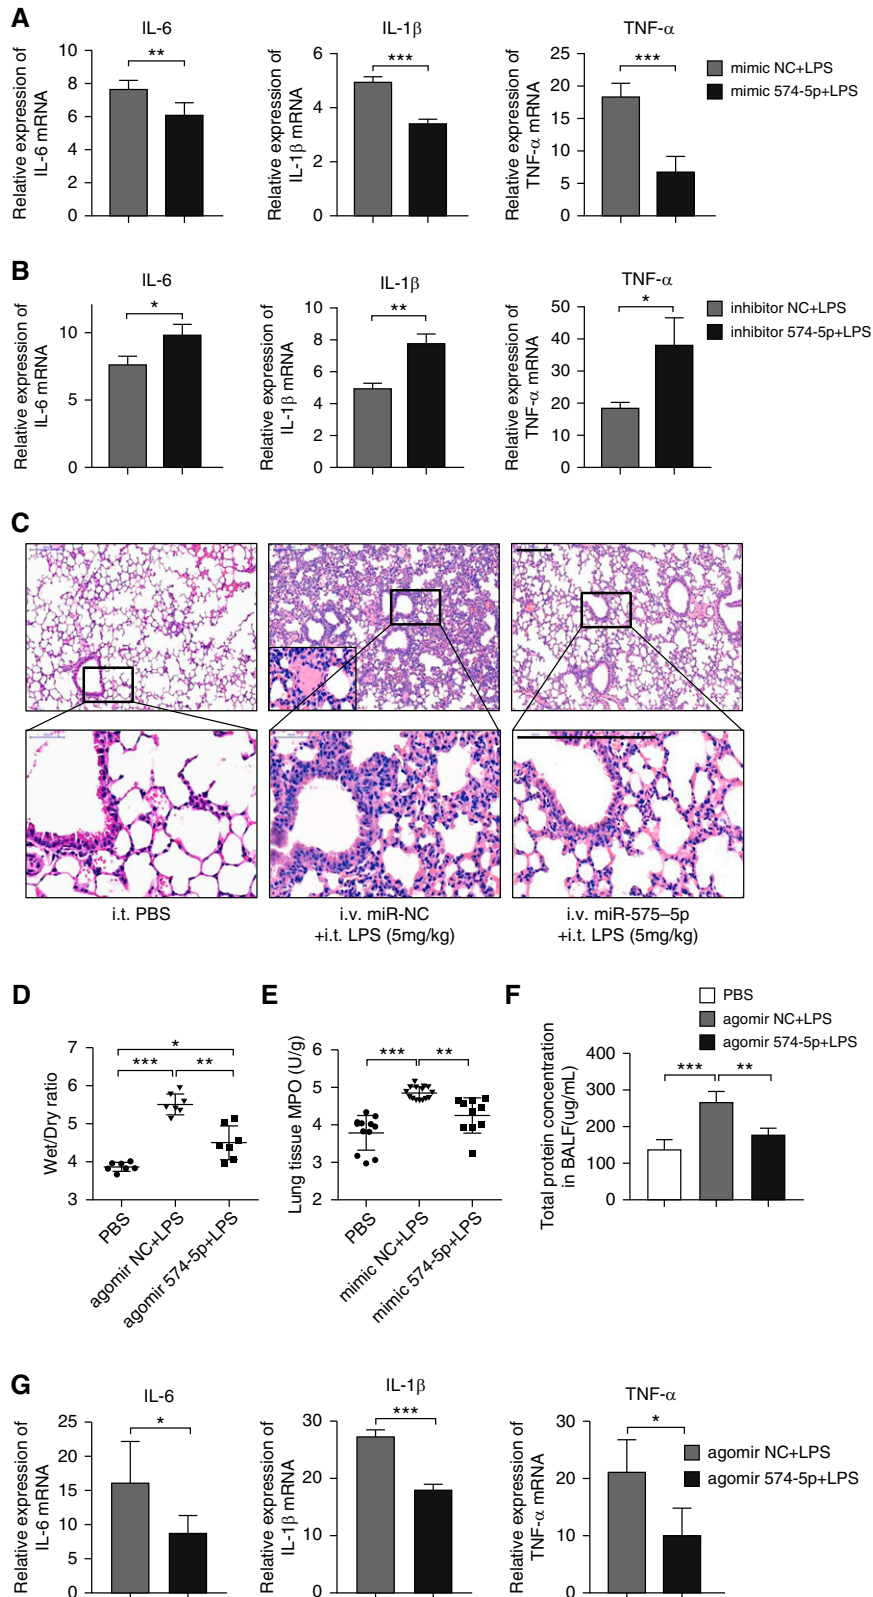 A
IL-6
Relative expression of
IL-6 mRNA
10
8
6
4
2
0
**
IL-1β
Relative expression of
IL-1β mRNA
6
4
2
0
***
TNF-α
Relative expression of
TNF-α mRNA
25
20
15
10
5
0
***
mimic NC+LPS
mimic 574-5p+LPS
B
IL-6
Relative expression of
IL-6 mRNA
10
5
0
*
IL-1β
Relative expression of
IL-1β mRNA
10
8
6
4
2
0
**
TNF-α
Relative expression of
TNF-α mRNA
50
40
30
20
10
0
*
inhibitor NC+LPS
inhibitor 574-5p+LPS
C
i.t. PBS
i.v. miR-NC
+i.t. LPS (5mg/kg)
i.v. miR-575–5p
+i.t. LPS (5mg/kg)
D
Wet/Dry ratio
7
6
5
4
3
*
***
**
PBS
agomir NC+LPS
agomir 574-5p+LPS
E
Lung tissue MPO (U/g)
6
5
4
3
2
***
**
PBS
mimic NC+LPS
mimic 574-5p+LPS
F
PBS
agomir NC+LPS
agomir 574-5p+LPS
Total protein concentration
in BALF(ug/mL)
400
300
200
100
0
***
**
G
IL-6
Relative expression of
IL-6 mRNA
25
20
15
10
5
0
*
IL-1β
Relative expression of
IL-1β mRNA
30
20
10
0
***
TNF-α
Relative expression of
TNF-α mRNA
30
20
10
0
*
agomir NC+LPS
agomir 574-5p+LPS